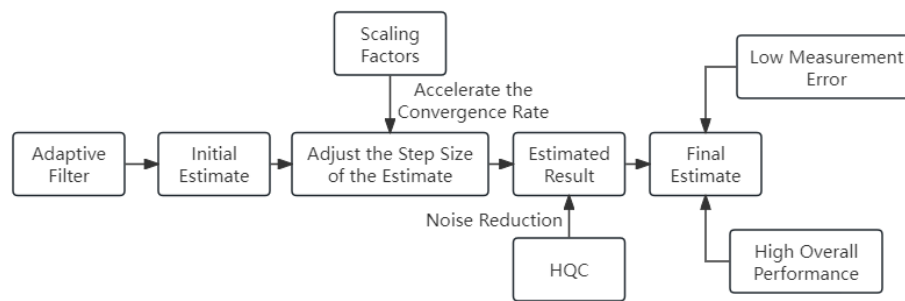 Scaling
Factors
Low Measurement
Error
Accelerate the
Convergence Rate
Adaptive
Filter
Initial
Estimate
Adjust the Step Size
of the Estimate
Estimated
Result
Final
Estimate
Noise Reduction
HQC
High Overall
Performance